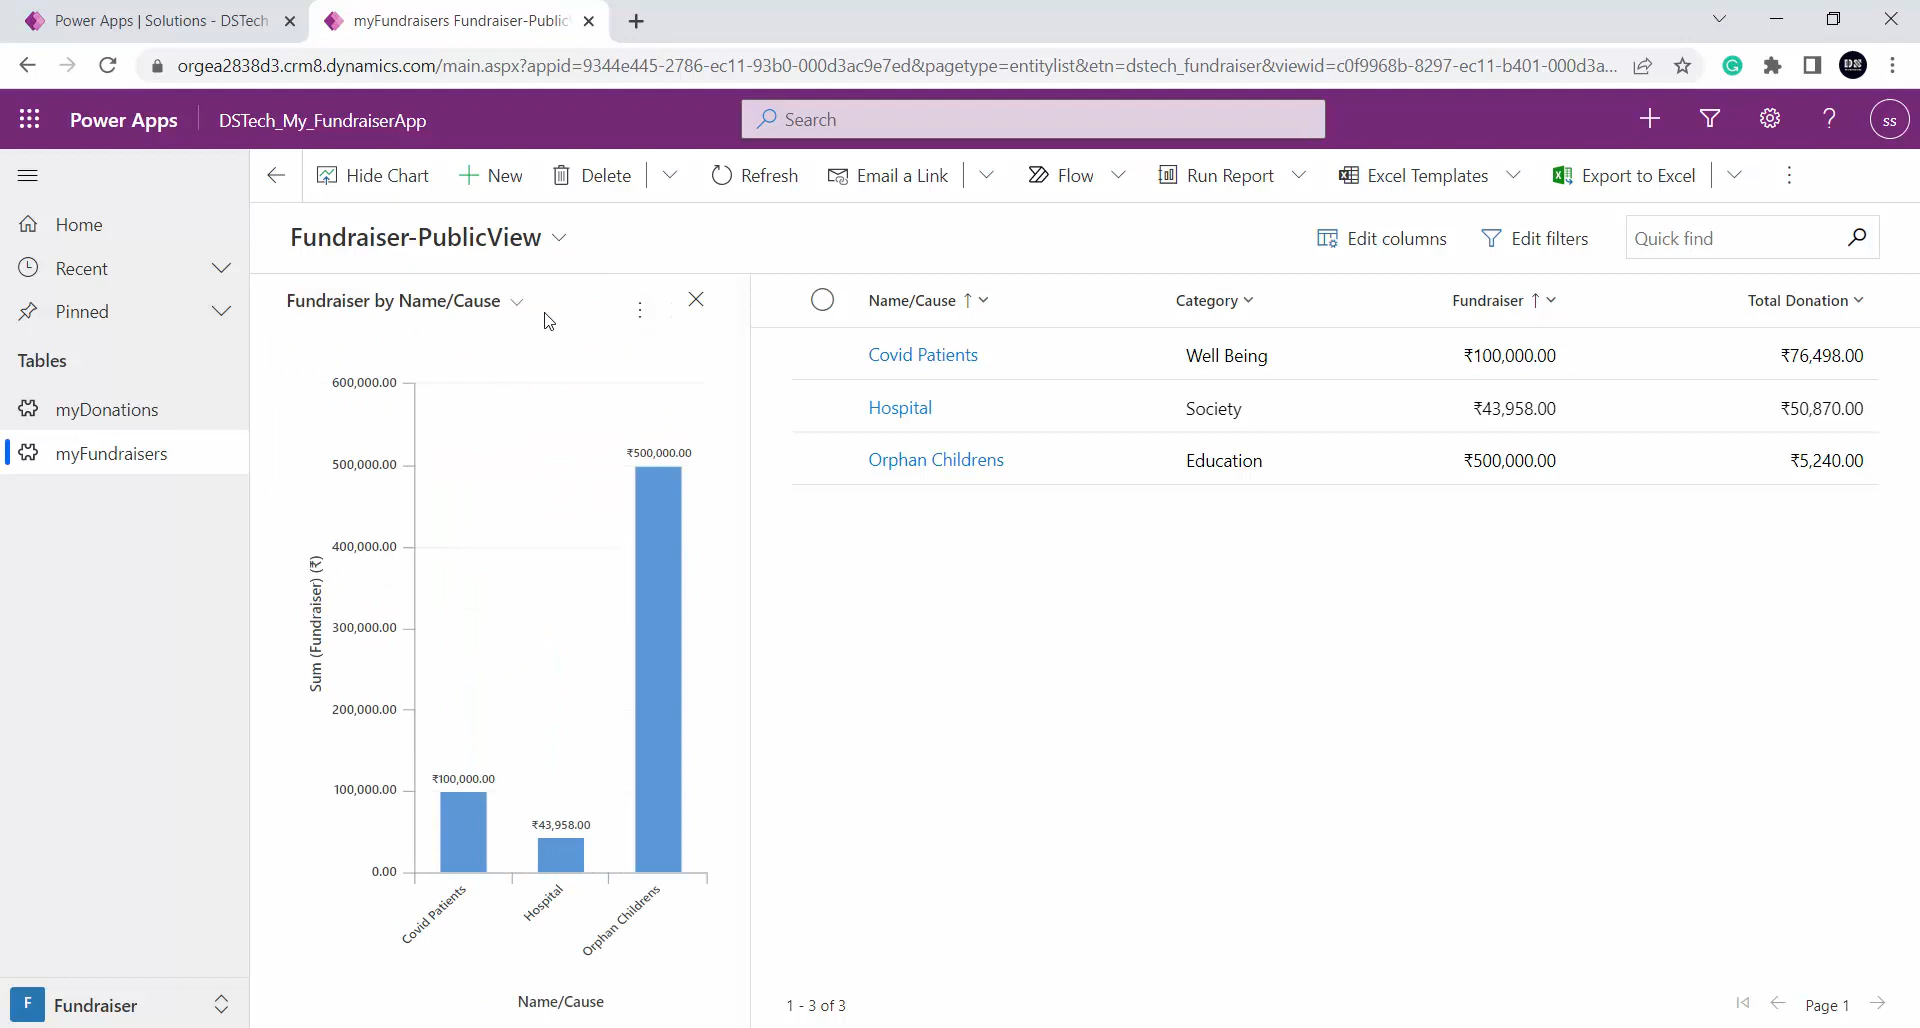 Power Apps | Solutions - DSTech
myFundraisers Fundraiser-Public
orgea2838d3.crm8.dynamics.com/main.aspx?appid=9344e445-2786-ec11-93b0-000d3ac9e7ed&pagetype=entitylist&etn=dstech_fundraiser&viewid=c0f9968b-8297-ec11-b401-000d3a...
DS
Power Apps
DSTech_My_FundraiserApp
Search
SS
Hide Chart
New
Delete
Refresh
Email a Link
Flow
Run Report
Excel Templates
Export to Excel
Home
Recent
Pinned
Tables
myDonations
myFundraisers
F
Fundraiser
Fundraiser-PublicView
Edit columns
Edit filters
Quick find
Fundraiser by Name/Cause
600,000.00
500,000.00
400,000.00
300,000.00
200,000.00
100,000.00
0.00
Sum (Fundraiser) (₹)
₹100,000.00
₹43,958.00
₹500,000.00
Covid Patients
Hospital
Orphan Childrens
Name/Cause
Name/Cause Category Fundraiser Total Donation
Covid Patients Well Being ₹100,000.00 ₹76,498.00
Hospital Society ₹43,958.00 ₹50,870.00
Orphan Childrens Education ₹500,000.00 ₹5,240.00
1 - 3 of 3
Page 1